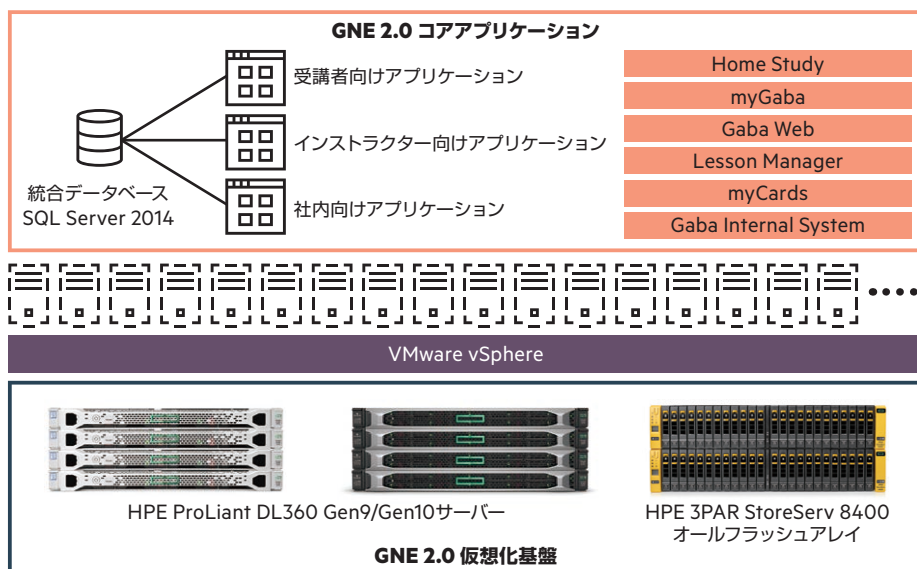 GNE 2.0 コアアプリケーション
受講者向けアプリケーション
インストラクター向けアプリケーション
社内向けアプリケーション
統合データベース
SQL Server 2014
Home Study
myGaba
Gaba Web
Lesson Manager
myCards
Gaba Internal System
VMware vSphere
HPE ProLiant DL360 Gen9/Gen10サーバー
HPE 3PAR StoreServ 8400
オールフラッシュアレイ
GNE 2.0 仮想化基盤